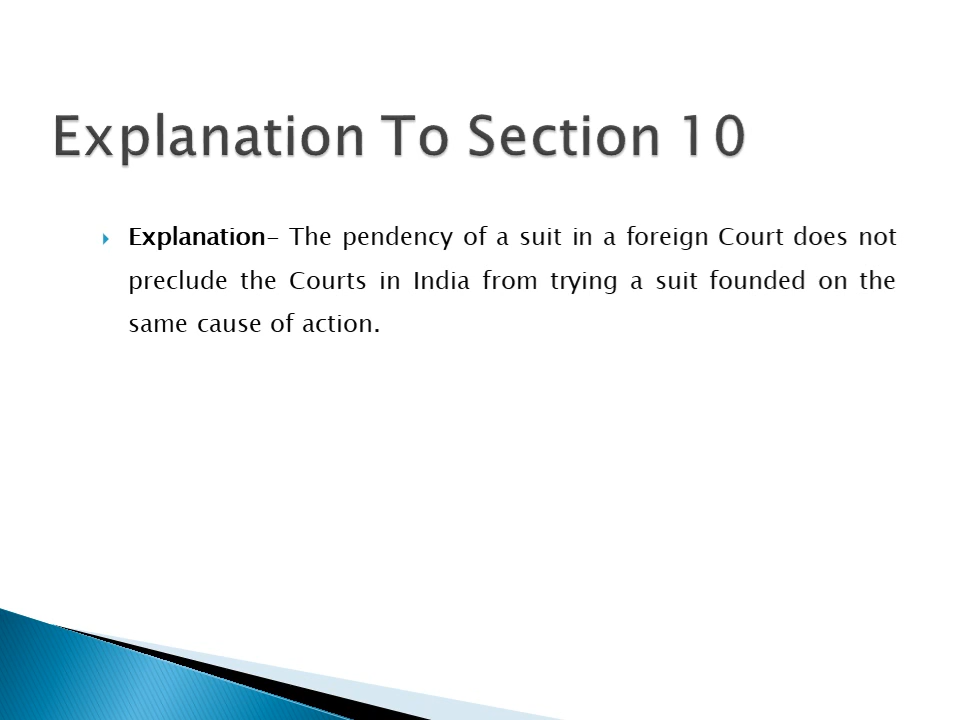 Explanation To Section 10
Explanation- The pendency of a suit in a foreign Court does not
preclude the Courts in India from trying a suit founded on the
same cause of action.